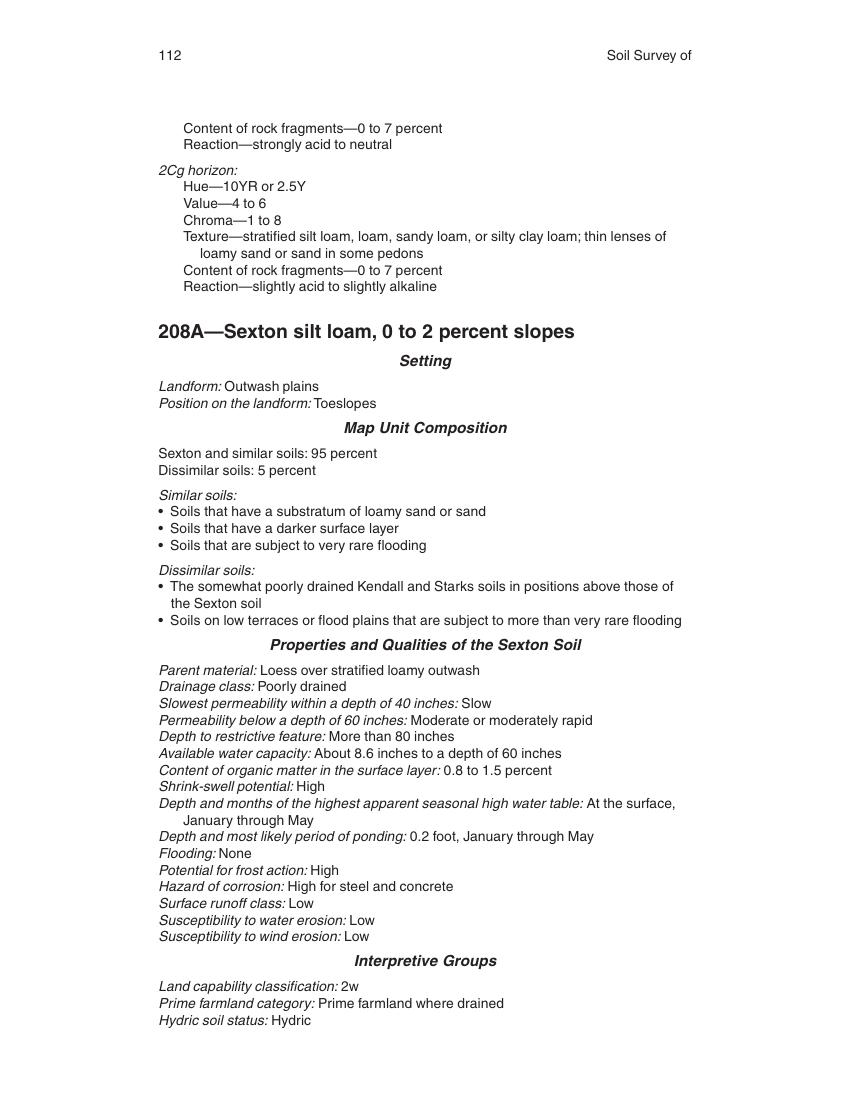 112
Soil Survey of
Content of rock fragments—0 to 7 percent
Reaction—strongly acid to neutral
2Cg horizon:
Hue—10YR or 2.5Y
Value—4 to 6
Chroma—1 to 8
Texture—stratified silt loam, loam, sandy loam, or silty clay loam; thin lenses of
loamy sand or sand in some pedons
Content of rock fragments—0 to 7 percent
Reaction—slightly acid to slightly alkaline
208A—Sexton silt loam, 0 to 2 percent slopes
Setting
Landform: Outwash plains
Position on the landform: Toeslopes
Map Unit Composition
Sexton and similar soils: 95 percent
Dissimilar soils: 5 percent
Similar soils:
• Soils that have a substratum of loamy sand or sand
• Soils that have a darker surface layer
• Soils that are subject to very rare flooding
Dissimilar soils:
• The somewhat poorly drained Kendall and Starks soils in positions above those of
the Sexton soil
• Soils on low terraces or flood plains that are subject to more than very rare flooding
Properties and Qualities of the Sexton Soil
Parent material: Loess over stratified loamy outwash
Drainage class: Poorly drained
Slowest permeability within a depth of 40 inches: Slow
Permeability below a depth of 60 inches: Moderate or moderately rapid
Depth to restrictive feature: More than 80 inches
Available water capacity: About 8.6 inches to a depth of 60 inches
Content of organic matter in the surface layer: 0.8 to 1.5 percent
Shrink-swell potential: High
Depth and months of the highest apparent seasonal high water table: At the surface,
January through May
Depth and most likely period of ponding: 0.2 foot, January through May
Flooding: None
Potential for frost action: High
Hazard of corrosion: High for steel and concrete
Surface runoff class: Low
Susceptibility to water erosion: Low
Susceptibility to wind erosion: Low
Interpretive Groups
Land capability classification: 2w
Prime farmland category: Prime farmland where drained
Hydric soil status: Hydric